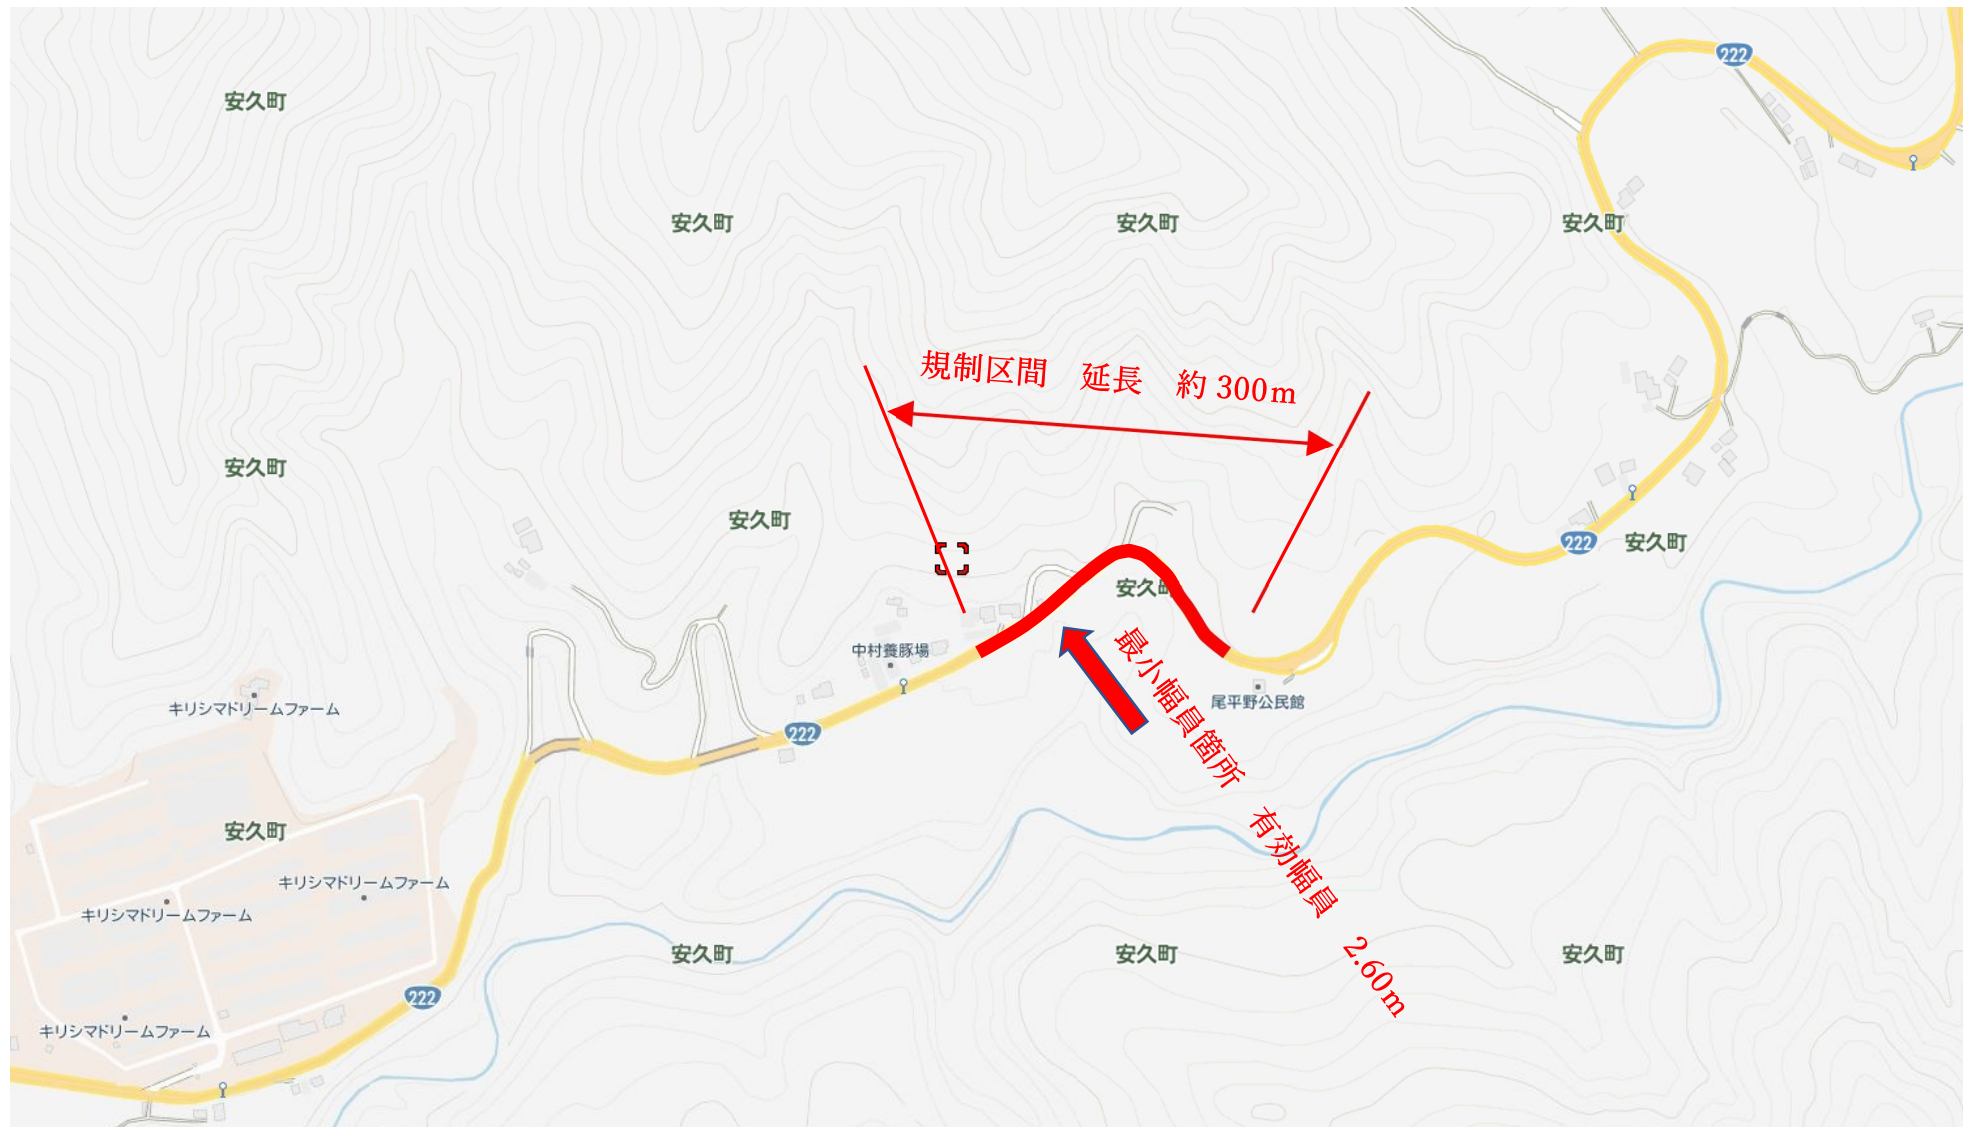 222
安久町
安久町
安久町
安久町
規制区間　延長　約 300m
安久町
安久町
222
安久町
安久町
最小幅員箇所　有効幅員　2.60m
中村養豚場
尾平野公民館
キリシマドリームファーム
222
安久町
キリシマドリームファーム
キリシマドリームファーム
安久町
安久町
安久町
222
キリシマドリームファーム